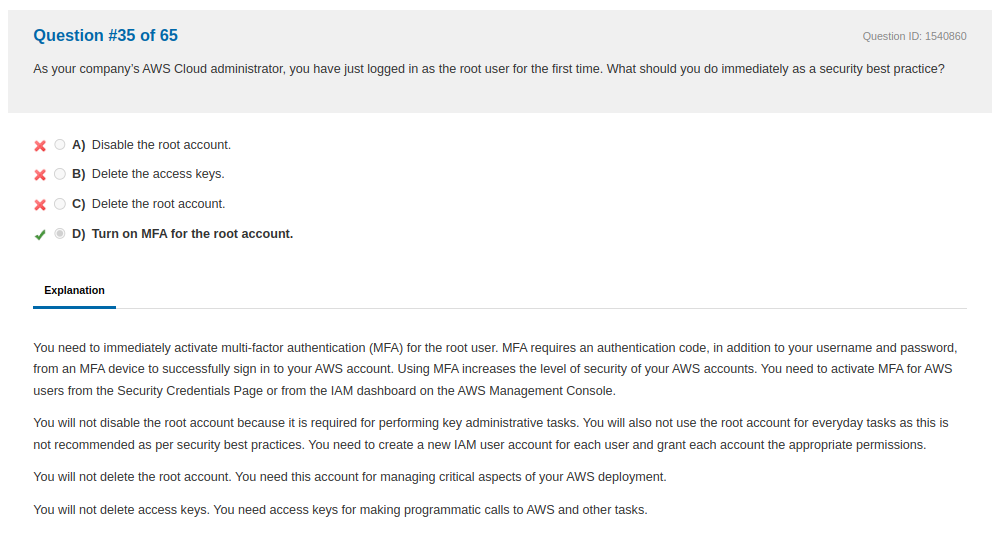 Question #35 of 65
Question ID: 1540860
As your company's AWS Cloud administrator, you have just logged in as the root user for the first time. What should you do immediately as a security best practice?
A) Disable the root account.
B) Delete the access keys.
C) Delete the root account.
D) Turn on MFA for the root account.
Explanation
You need to immediately activate multi-factor authentication (MFA) for the root user. MFA requires an authentication code, in addition to your username and password,
from an MFA device to successfully sign in to your AWS account. Using MFA increases the level of security of your AWS accounts. You need to activate MFA for AWS
users from the Security Credentials Page or from the IAM dashboard on the AWS Management Console.
You will not disable the root account because it is required for performing key administrative tasks. You will also not use the root account for everyday tasks as this is
not recommended as per security best practices. You need to create a new IAM user account for each user and grant each account the appropriate permissions.
You will not delete the root account. You need this account for managing critical aspects of your AWS deployment.
You will not delete access keys. You need access keys for making programmatic calls to AWS and other tasks.